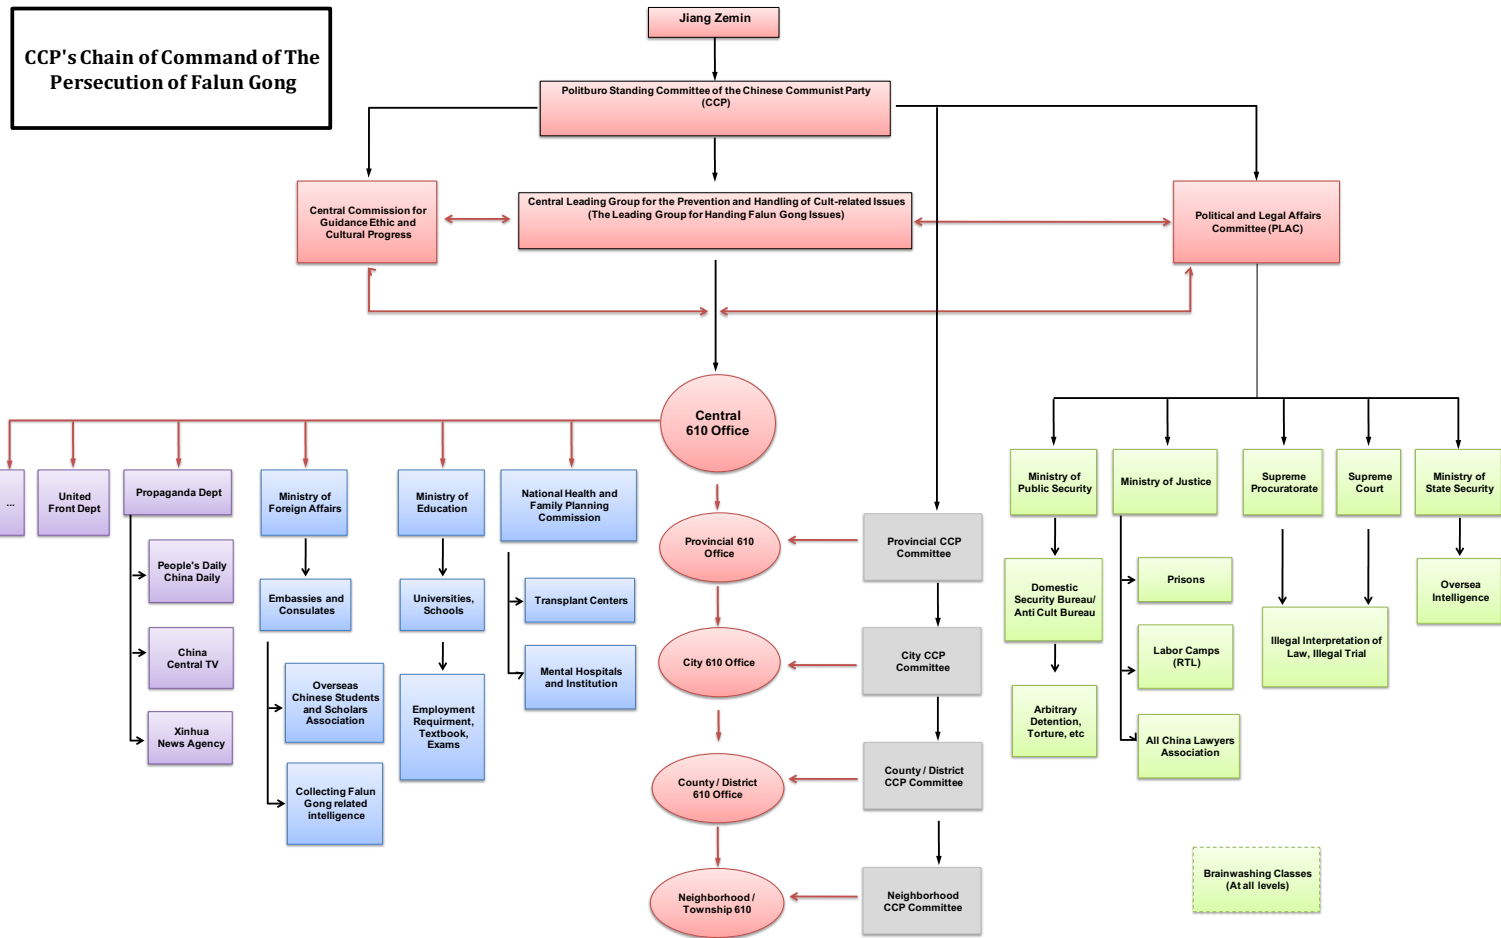 CCP's Chain of Command of The
Persecution of Falun Gong
Jiang Zemin
Politburo Standing Committee of the Chinese Communist Party
(CCP)
Central Commission for
Guidance Ethic and
Cultural Progress
Central Leading Group for the Prevention and Handling of Cult-related Issues
(The Leading Group for Handing Falun Gong Issues)
Political and Legal Affairs
Committee (PLAC)
Central
610 Office
...
United
Front Dept
Propaganda Dept
Ministry of
Foreign Affairs
Ministry of
Education
National Health and
Family Planning
Commission
People's Daily
China Daily
China
Central TV
Xinhua
News Agency
Embassies and
Consulates
Overseas
Chinese Students
and Scholars
Association
Collecting Falun
Gong related
intelligence
Universities,
Schools
Employment
Requirment,
Textbook,
Exams
Transplant Centers
Mental Hospitals
and Institution
Provincial 610
Office
City 610 Office
County / District
610 Office
Neighborhood /
Township 610
Provincial CCP
Committee
City CCP
Committee
County / District
CCP Committee
Neighborhood
CCP Committee
Ministry of
Public Security
Ministry of Justice
Supreme
Procuratorate
Supreme
Court
Ministry of
State Security
Domestic
Security Bureau/
Anti Cult Bureau
Arbitrary
Detention,
Torture, etc
Prisons
Labor Camps
(RTL)
All China Lawyers
Association
Illegal Interpretation of
Law, Illegal Trial
Oversea
Intelligence
Brainwashing Classes
(At all levels)